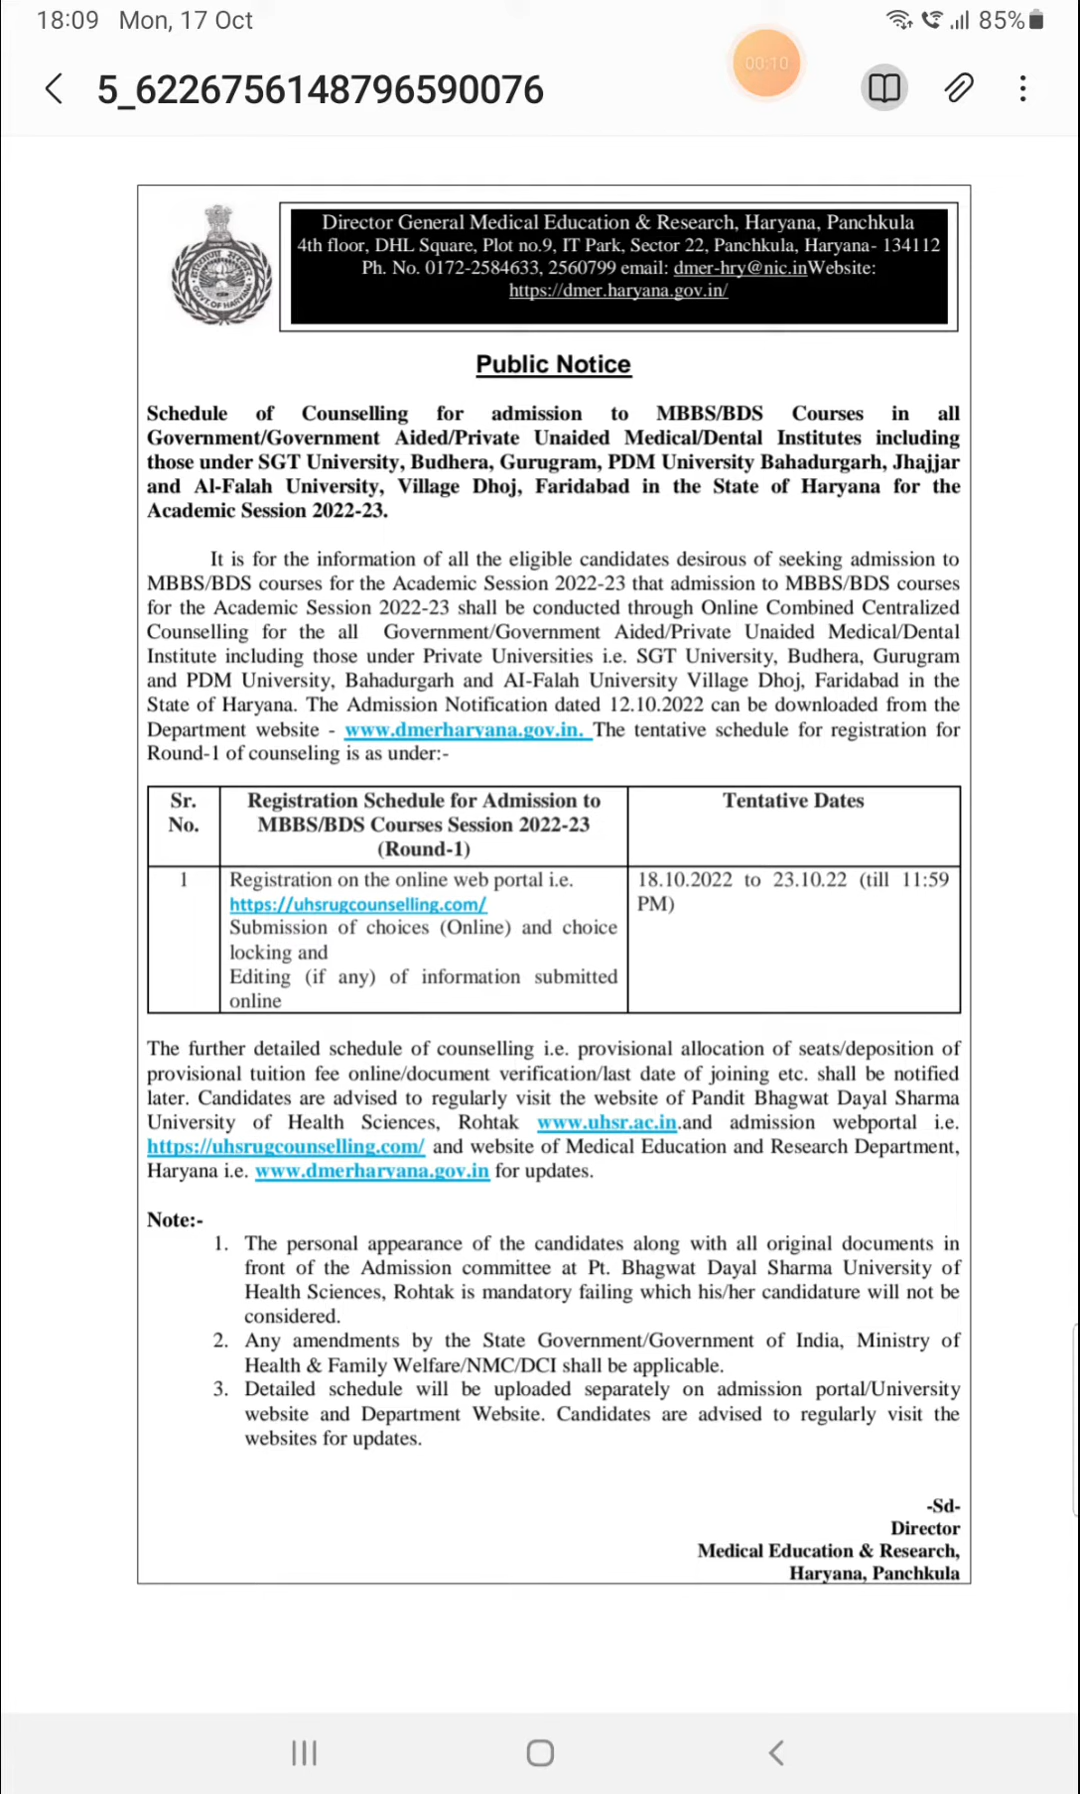 18:09 Mon, 17 Oct
85%
00:10
5_6226756148796590076
Director General Medical Education & Research, Haryana, Panchkula
4th floor, DHL Square, Plot no.9, IT Park, Sector 22, Panchkula, Haryana- 134112
Ph. No. 0172-2584633, 2560799 email: dmer-hry@nic.inWebsite:
https://dmer.haryana.gov.in/
Public Notice
Schedule of Counselling for admission to MBBS/BDS Courses in all
Government/Government Aided/Private Unaided Medical/Dental Institutes including
those under SGT University, Budhera, Gurugram, PDM University Bahadurgarh, Jhajjar
and Al-Falah University, Village Dhoj, Faridabad in the State of Haryana for the
Academic Session 2022-23.
It is for the information of all the eligible candidates desirous of seeking admission to
MBBS/BDS courses for the Academic Session 2022-23 that admission to MBBS/BDS courses
for the Academic Session 2022-23 shall be conducted through Online Combined Centralized
Counselling for the all Government/Government Aided/Private Unaided Medical/Dental
Institute including those under Private Universities i.e. SGT University, Budhera, Gurugram
and PDM University, Bahadurgarh and AI-Falah University Village Dhoj, Faridabad in the
State of Haryana. The Admission Notification dated 12.10.2022 can be downloaded from the
Department website - www.dmerharyana.gov.in. The tentative schedule for registration for
Round-1 of counseling is as under:-
Sr. No.
Registration Schedule for Admission to
MBBS/BDS Courses Session 2022-23
(Round-1)
Tentative Dates
1
Registration on the online web portal i.e.
https://uhsrugcounselling.com/
Submission of choices (Online) and choice
locking and
Editing (if any) of information submitted
online
18.10.2022 to 23.10.22 (till 11:59
PM)
The further detailed schedule of counselling i.e. provisional allocation of seats/deposition of
provisional tuition fee online/document verification/last date of joining etc. shall be notified
later. Candidates are advised to regularly visit the website of Pandit Bhagwat Dayal Sharma
University of Health Sciences, Rohtak www.uhsr.ac.in.and admission webportal i.e.
https://uhsrugcounselling.com/ and website of Medical Education and Research Department,
Haryana i.e. www.dmerharyana.gov.in for updates.
Note:-
1. The personal appearance of the candidates along with all original documents in
front of the Admission committee at Pt. Bhagwat Dayal Sharma University of
Health Sciences, Rohtak is mandatory failing which his/her candidature will not be
considered.
2. Any amendments by the State Government/Government of India, Ministry of
Health & Family Welfare/NMC/DCI shall be applicable.
3. Detailed schedule will be uploaded separately on admission portal/University
website and Department Website. Candidates are advised to regularly visit the
websites for updates.
-Sd-
Director
Medical Education & Research,
Haryana, Panchkula